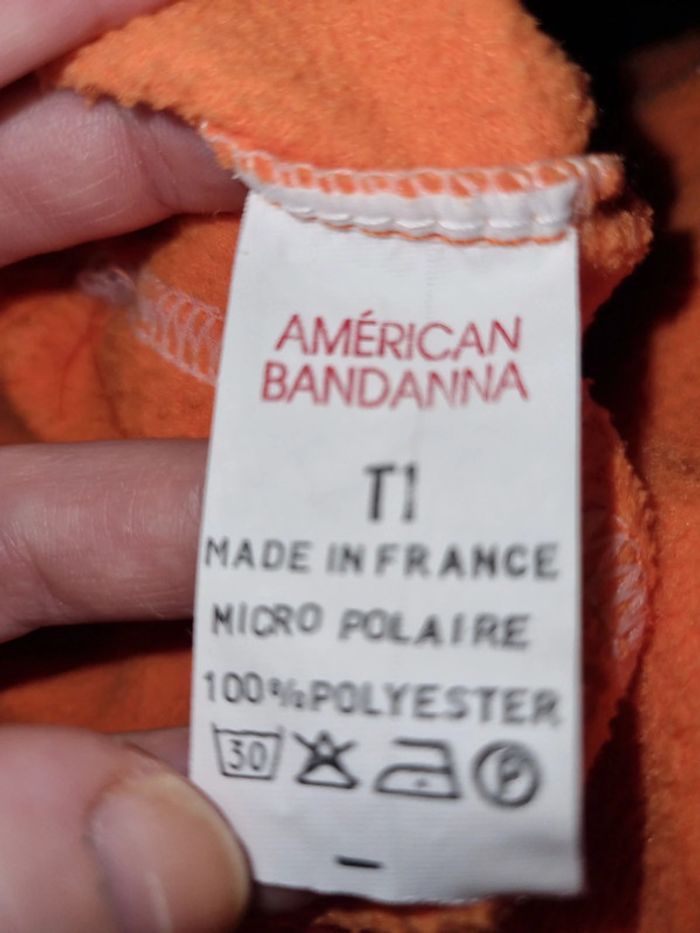 AMÉRICAN
BANDANNA
T1
MADE IN FRANCE
MICRO POLAIRE
100%POLYESTER
30 P